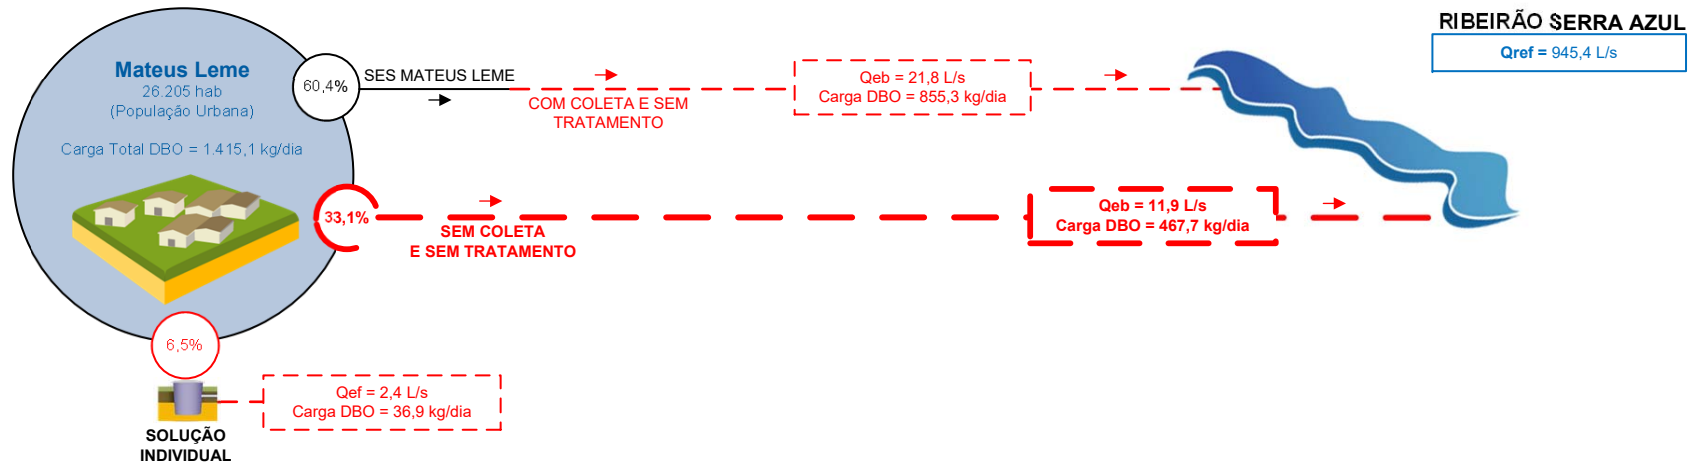 RIBEIRÃO SERRA AZUL
Qref = 945,4 L/s
Mateus Leme
26.205 hab
(População Urbana)
Carga Total DBO = 1.415,1 kg/dia
60,4%
SES MATEUS LEME
COM COLETA E SEM
TRATAMENTO
Qeb = 21,8 L/s
Carga DBO = 855,3 kg/dia
33,1%
SEM COLETA
E SEM TRATAMENTO
Qeb = 11,9 L/s
Carga DBO = 467,7 kg/dia
6,5%
Qef = 2,4 L/s
Carga DBO = 36,9 kg/dia
SOLUÇÃO
INDIVIDUAL